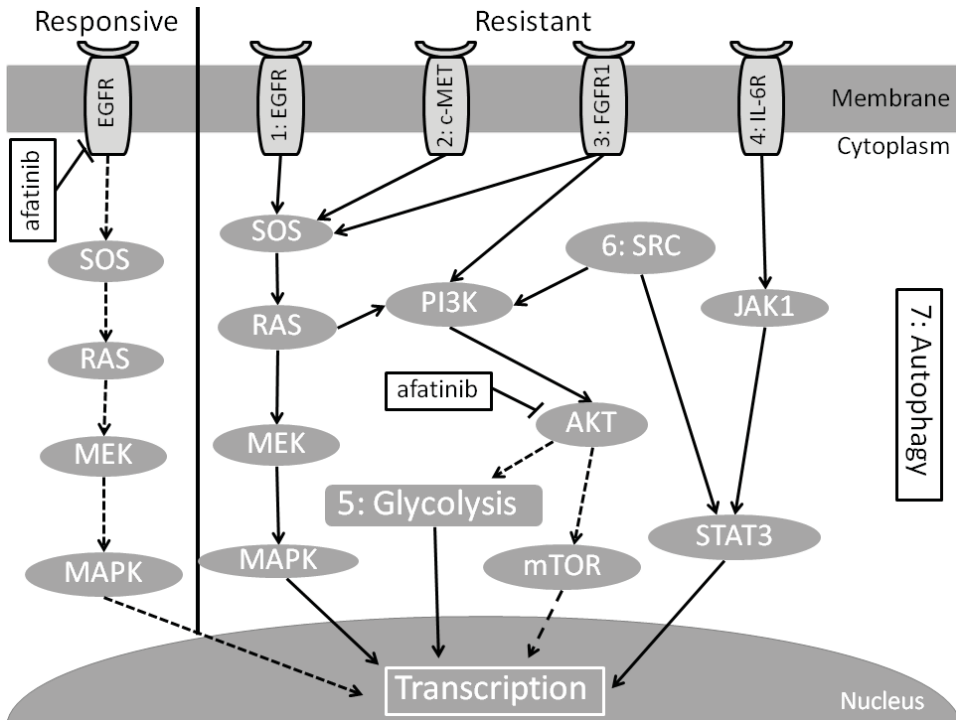 Responsive
Resistant
EGFR
1: EGFR
2: c-MET
3: FGFR1
4: IL-6R
Membrane
Cytoplasm
afatinib
SOS
RAS
MEK
MAPK
SOS
RAS
MEK
MAPK
PI3K
6: SRC
JAK1
afatinib
AKT
5: Glycolysis
mTOR
STAT3
7: Autophagy
Transcription
Nucleus